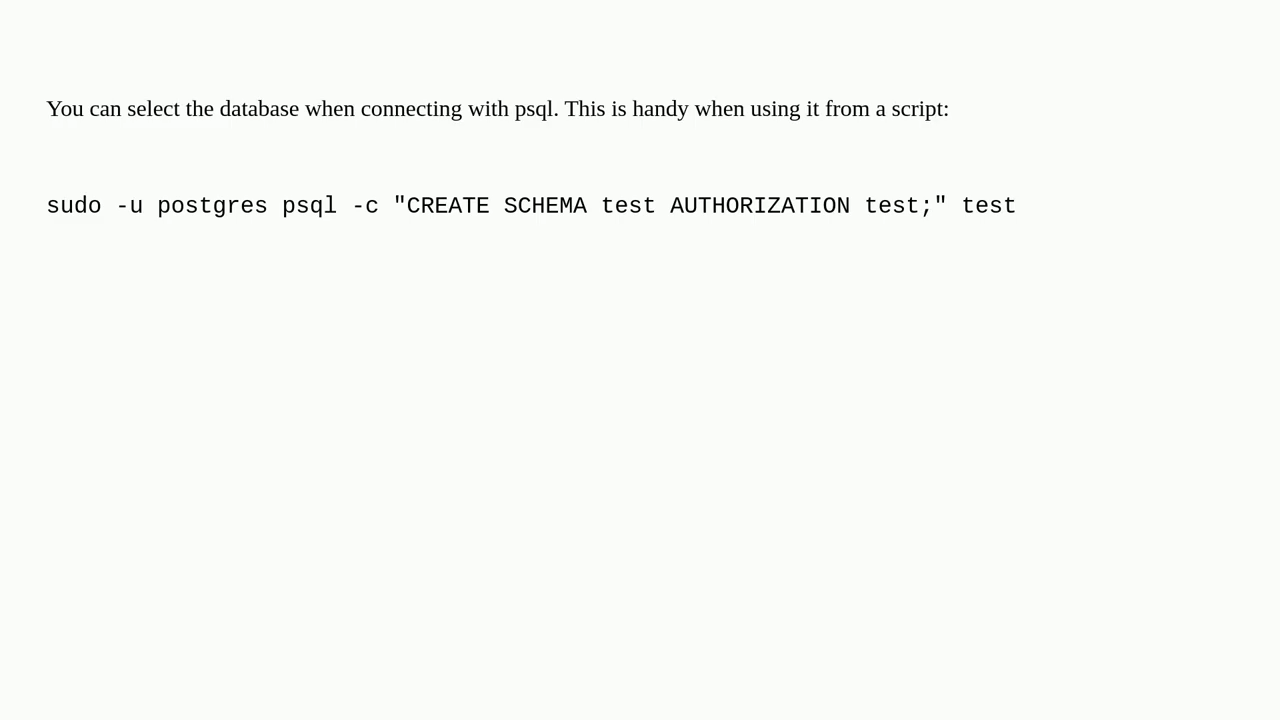 You can select the database when connecting with psql. This is handy when using it from a script:
sudo -u postgres psql -c "CREATE SCHEMA test AUTHORIZATION test;" test